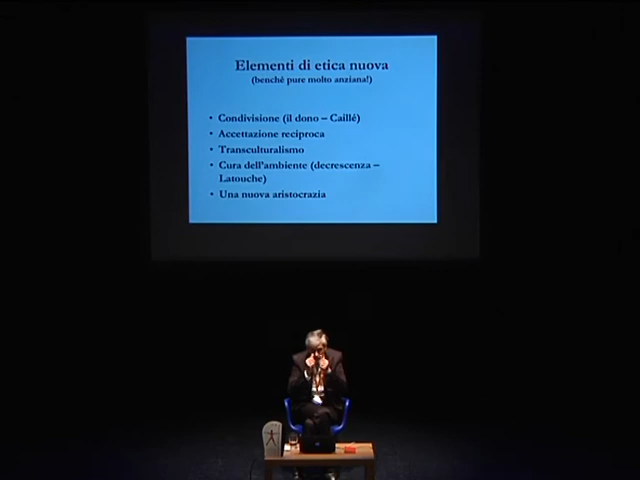 Elementi di etica nuova
(benchè pure molto anziana!)
• Condivisione (il dono – Caillé)
• Accettazione reciproca
• Transculturalismo
• Cura dell'ambiente (decrescenza –
Latouche)
• Una nuova aristocrazia